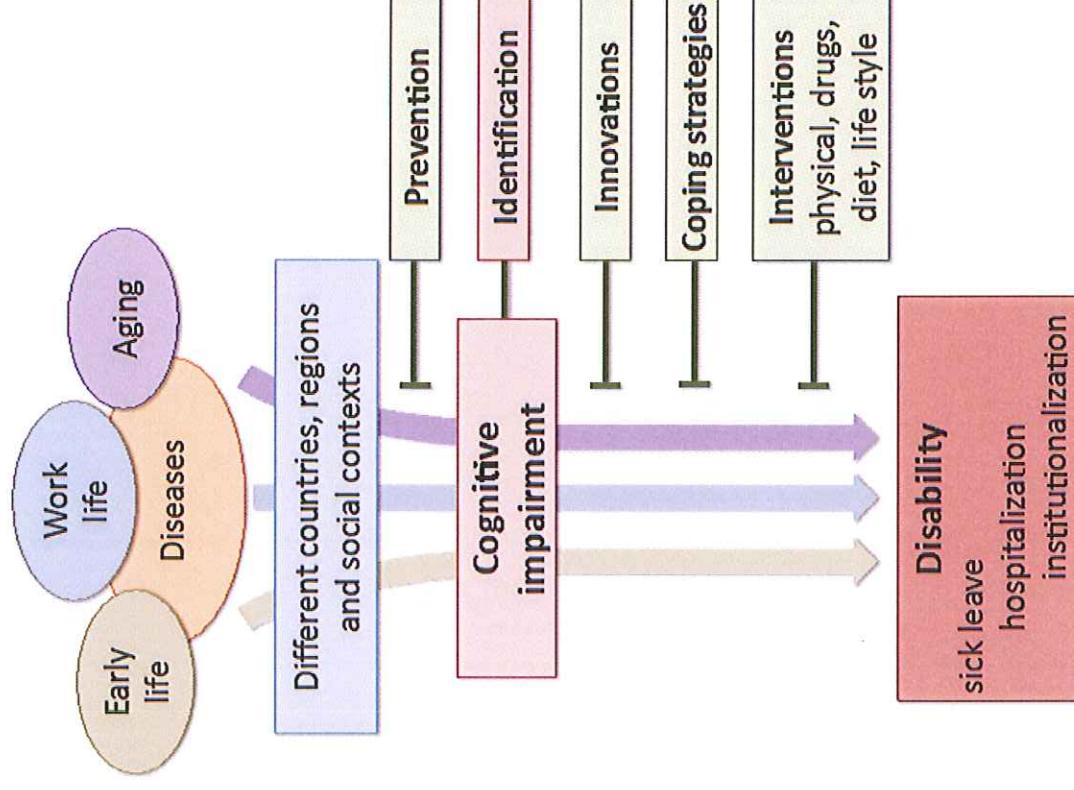 Early
life
Work
life
Aging
Diseases
Different countries, regions
and social contexts
Prevention
Cognitive
impairment
Identification
Innovations
Coping strategies
Interventions
physical, drugs,
diet, life style
Disability
sick leave
hospitalization
institutionalization